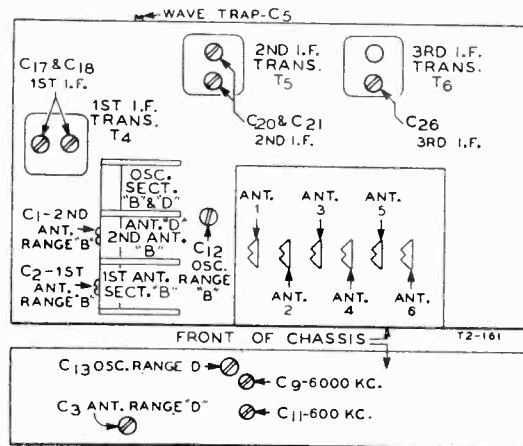 WAVE TRAP-C5
C17 & C18
1ST I.F.
1ST I.F.
TRANS.
T4
2ND I.F.
TRANS.
T5
C20 & C21
2ND I.F.
3RD I.F.
TRANS.
T6
C26
3RD I.F.
OSC.
SECT.
"B"&"D"
C1-2ND
ANT.
RANGE"B"
ANT."D"
2ND ANT.
"B"
C2-1ST
ANT.
RANGE"B"
1ST ANT.
SECT."B"
C12
OSC.
RANGE
"B"
ANT.
1
ANT.
2
ANT.
3
ANT.
4
ANT.
5
ANT.
6
FRONT OF CHASSIS
T2-161
C13 OSC. RANGE D
C9-6000 KC.
C3 ANT. RANGE "D"
C11-600 KC.